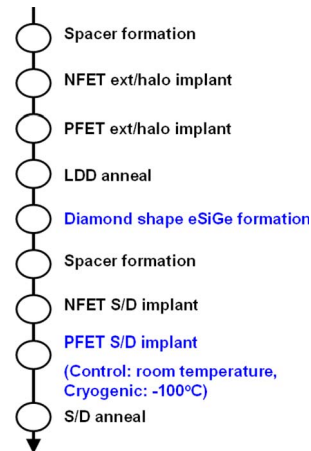 Spacer formation
NFET ext/halo implant
PFET ext/halo implant
LDD anneal
Diamond shape eSiGe formation
Spacer formation
NFET S/D implant
PFET S/D implant
(Control: room temperature,
Cryogenic: -100°C)
S/D anneal